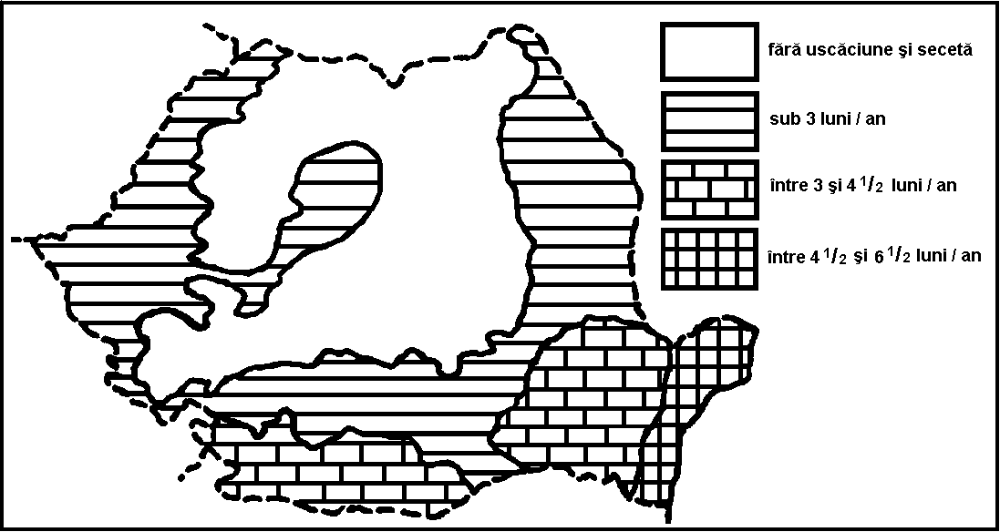 fără uscăciune şi secetă
sub 3 luni / an
între 3 şi 4 1/2 luni / an
între 4 1/2 şi 6 1/2 luni / an